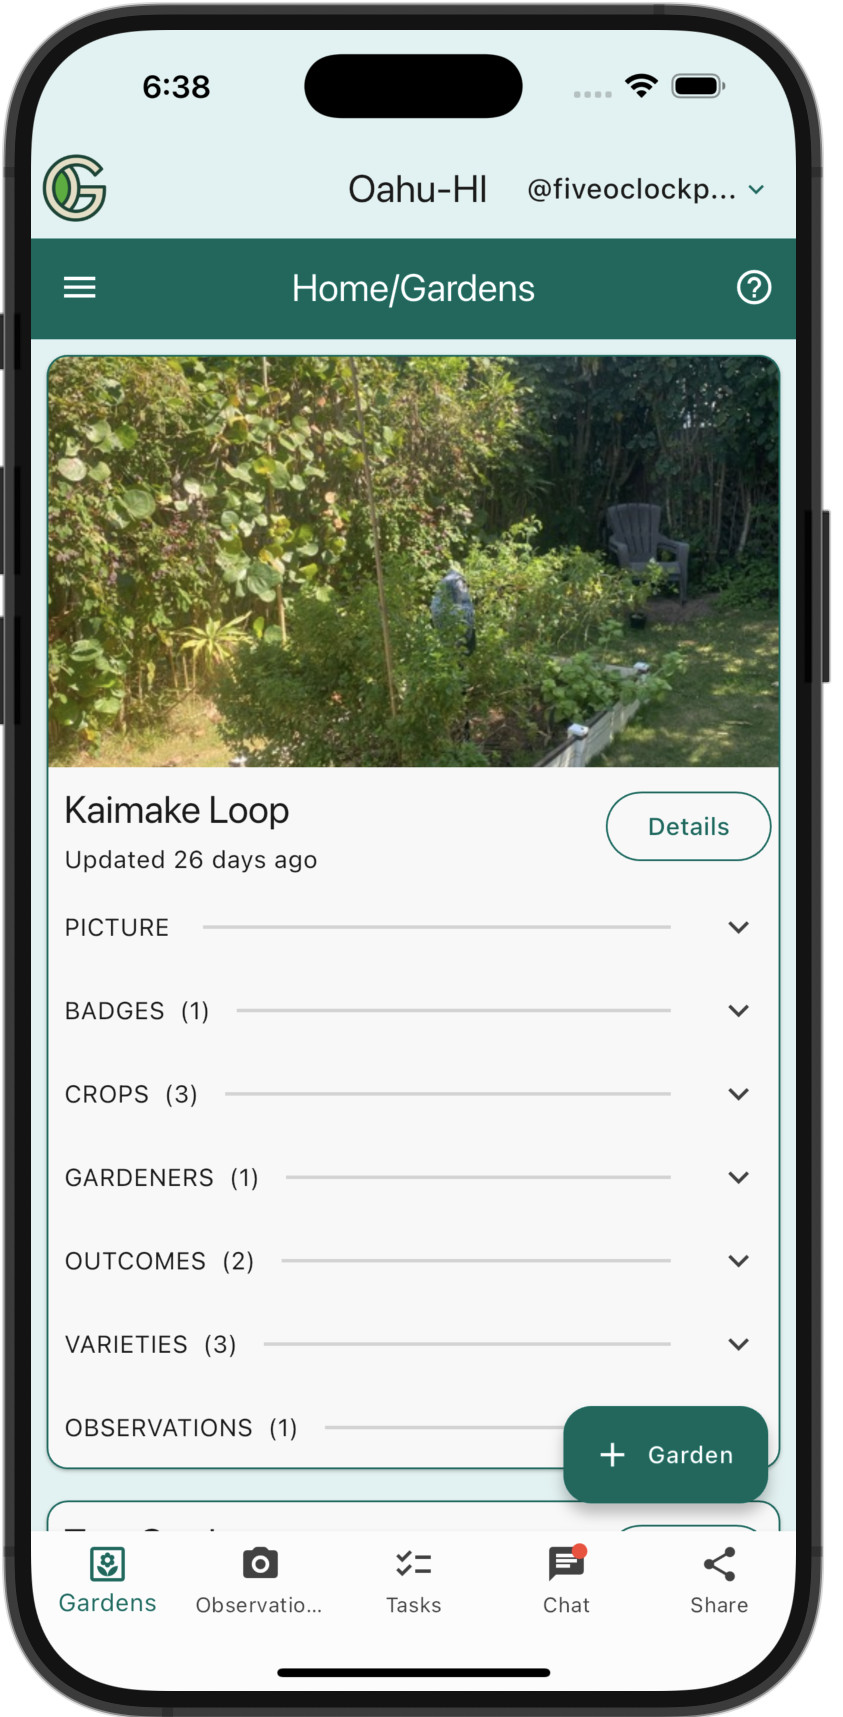 6:38
Oahu-HI @fiveoclockp...
Home/Gardens
Kaimake Loop
Details
Updated 26 days ago
PICTURE
BADGES (1)
CROPS (3)
GARDENERS (1)
OUTCOMES (2)
VARIETIES (3)
OBSERVATIONS (1)
+ Garden
Gardens Observatio... Tasks Chat Share